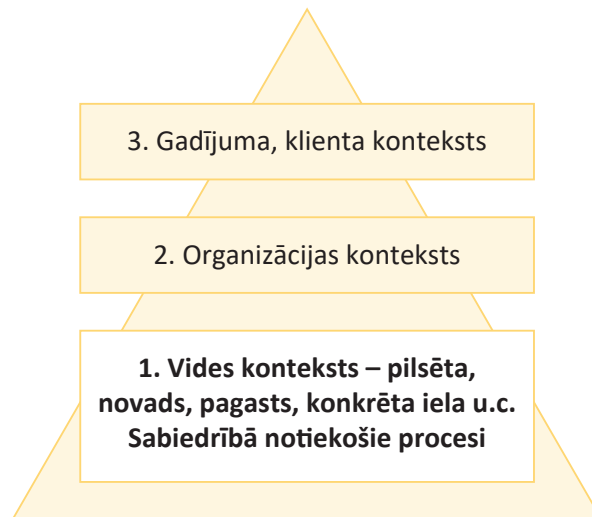 3. Gadījuma, klienta konteksts
2. Organizācijas konteksts
1. Vides konteksts – pilsēta,
novads, pagasts, konkrēta iela u.c.
Sabiedrībā notiekošie procesi